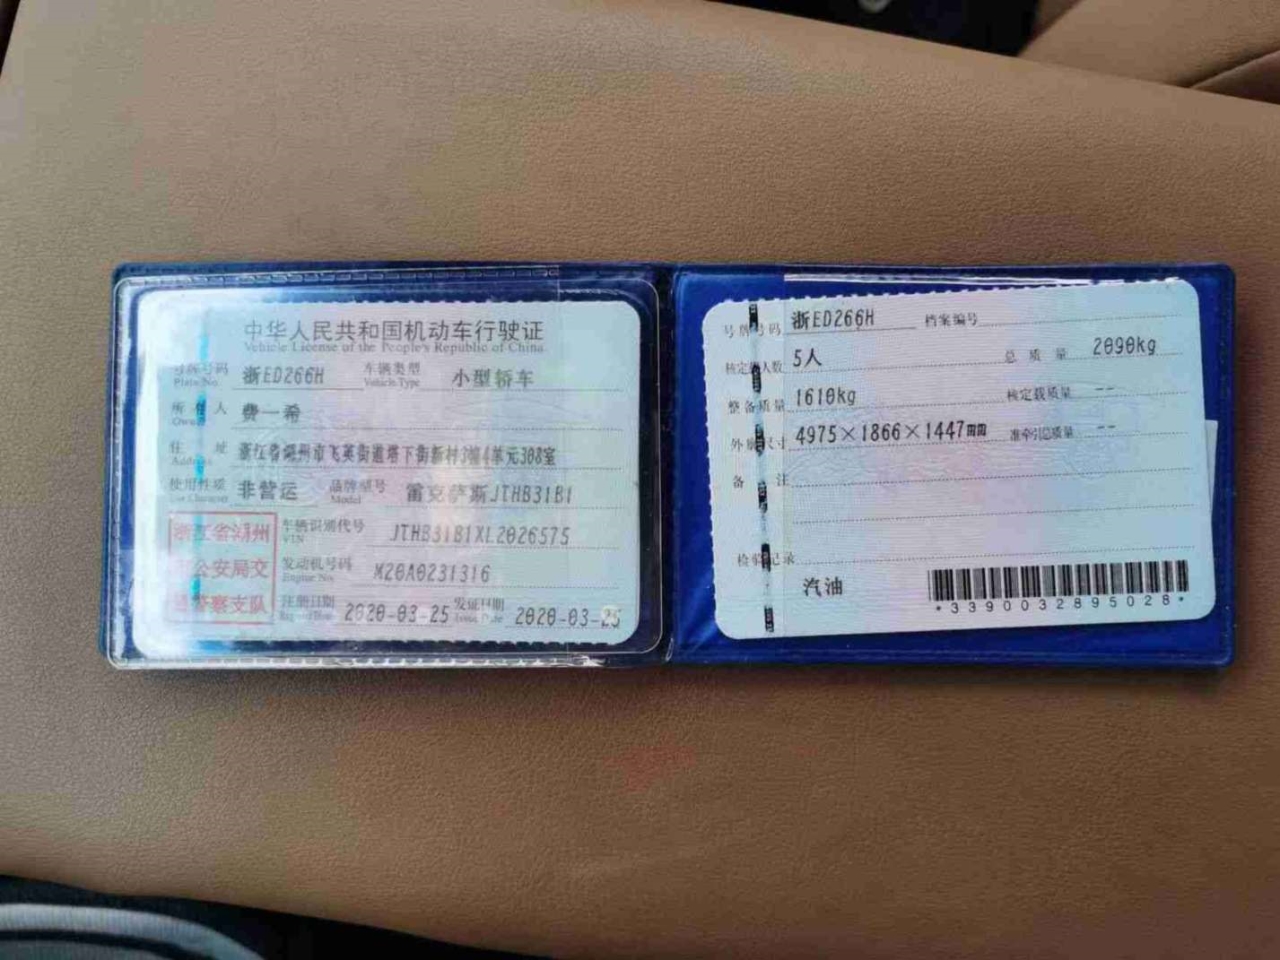 中华人民共和国机动车行驶证
Vehicle License of the People's Republic of China
号牌号码 浙ED266H 车辆类型 小型轿车
Plate No. Vehicle Type
所有人 费一希
Owner
住址 浙江省湖州市飞英街道塔下街新村3幢4单元308室
Address
使用性质 非营运 品牌型号 雷克萨斯JTHB31B1
Use Character Model
浙江省湖州
市公安局交
通警察支队
车辆识别代号 JTHB31B1XL2026575
VIN
发动机号码 M20A0231316
Engine No.
注册日期 2020-03-25 发证日期 2020-03-25
Register Date Issue Date
号牌号码 浙ED266H 档案编号
核定载人数 5人 总质量 2090kg
整备质量 1610kg 核定载质量 --
外廓尺寸 4975×1866×1447mm 准牵引总质量 --
备注
检验记录
汽油
*3390032895028*